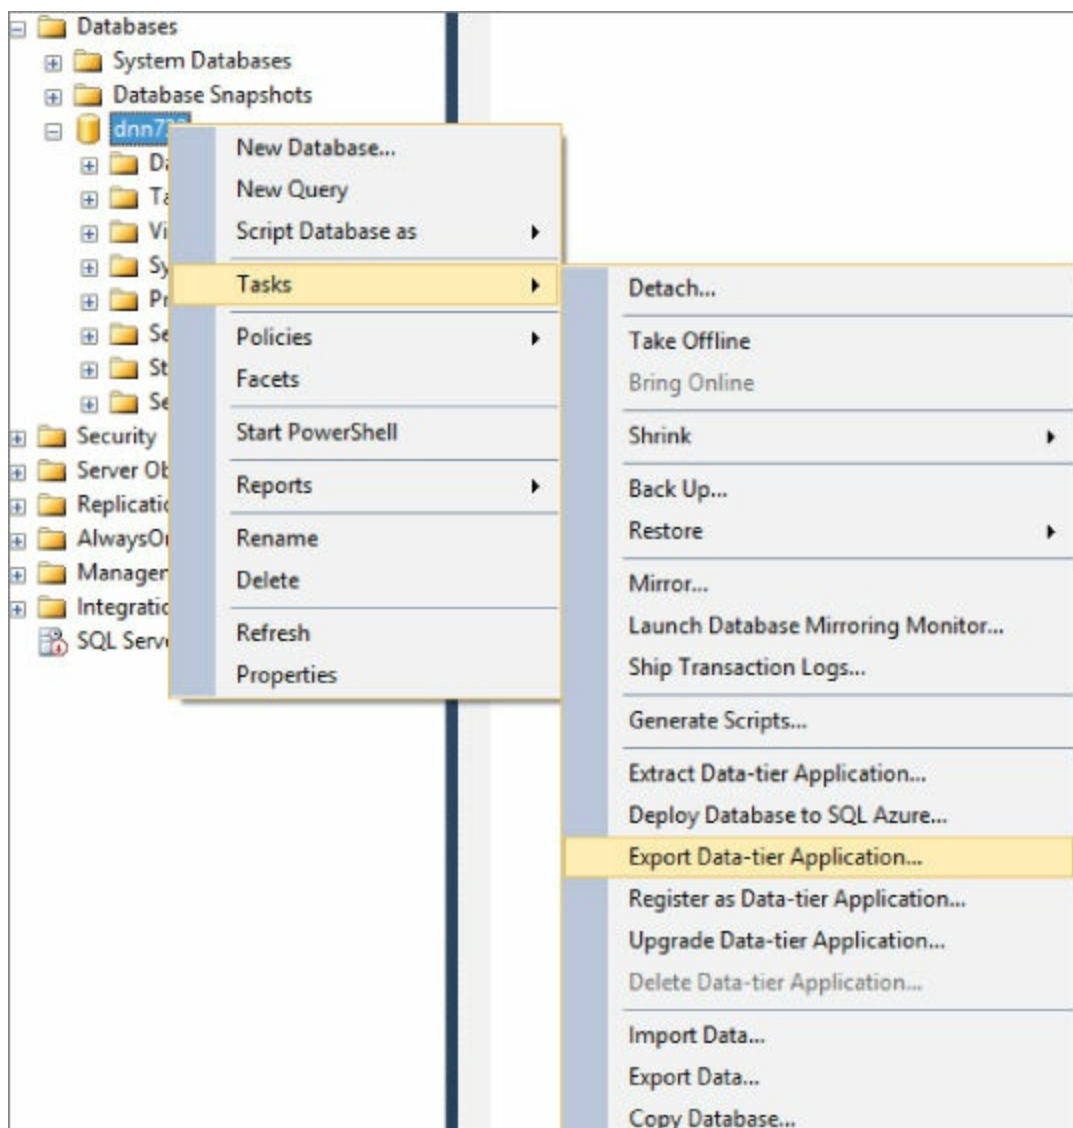 Databases
System Databases
Database Snapshots
Security
Server
SQL
New Database...
New Query
Script Database as
Tasks
Policies
Facets
Start PowerShell
Reports
Rename
Delete
Refresh
Properties
Detach...
Take Offline
Bring Online
Shrink
Back Up...
Restore
Mirror...
Launch Database Mirroring Monitor...
Ship Transaction Logs...
Generate Scripts...
Extract Data-tier Application...
Deploy Database to SQL Azure...
Export Data-tier Application...
Register as Data-tier Application...
Upgrade Data-tier Application...
Delete Data-tier Application...
Import Data...
Export Data...
Copy Database...